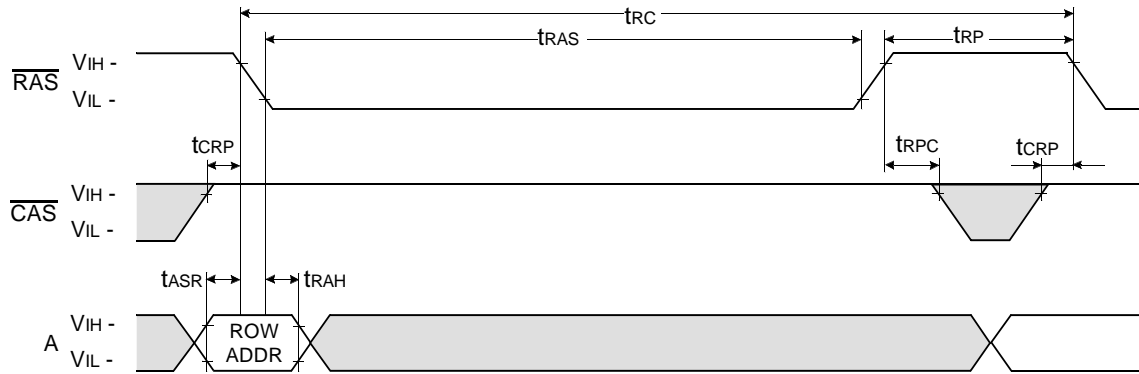 tRC
tRAS
tRP
RAS
VIH -
VIL -
tCRP
tRPC
tCRP
CAS
VIH -
VIL -
tASR
tRAH
A
VIH -
VIL -
ROW
ADDR